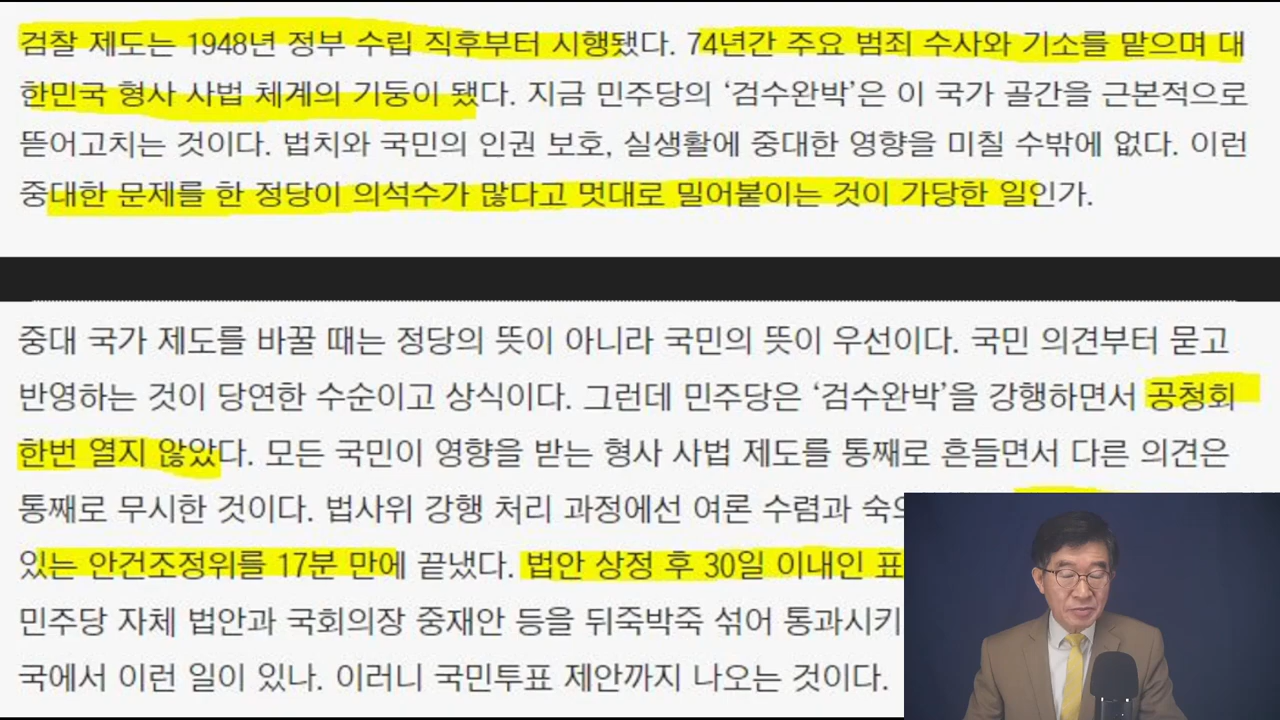 검찰 제도는 1948년 정부 수립 직후부터 시행됐다. 74년간 주요 범죄 수사와 기소를 맡으며 대
한민국 형사 사법 체계의 기둥이 됐다. 지금 민주당의 ‘검수완박’은 이 국가 골간을 근본적으로
뜯어고치는 것이다. 법치와 국민의 인권 보호, 실생활에 중대한 영향을 미칠 수밖에 없다. 이런
중대한 문제를 한 정당이 의석수가 많다고 멋대로 밀어붙이는 것이 가당한 일인가.
중대 국가 제도를 바꿀 때는 정당의 뜻이 아니라 국민의 뜻이 우선이다. 국민 의견부터 묻고
반영하는 것이 당연한 수순이고 상식이다. 그런데 민주당은 ‘검수완박’을 강행하면서 공청회
한번 열지 않았다. 모든 국민이 영향을 받는 형사 사법 제도를 통째로 흔들면서 다른 의견은
통째로 무시한 것이다. 법사위 강행 처리 과정에선 여론 수렴과 숙의
있는 안건조정위를 17분 만에 끝냈다. 법안 상정 후 30일 이내인 표
민주당 자체 법안과 국회의장 중재안 등을 뒤죽박죽 섞어 통과시키
국에서 이런 일이 있나. 이러니 국민투표 제안까지 나오는 것이다.